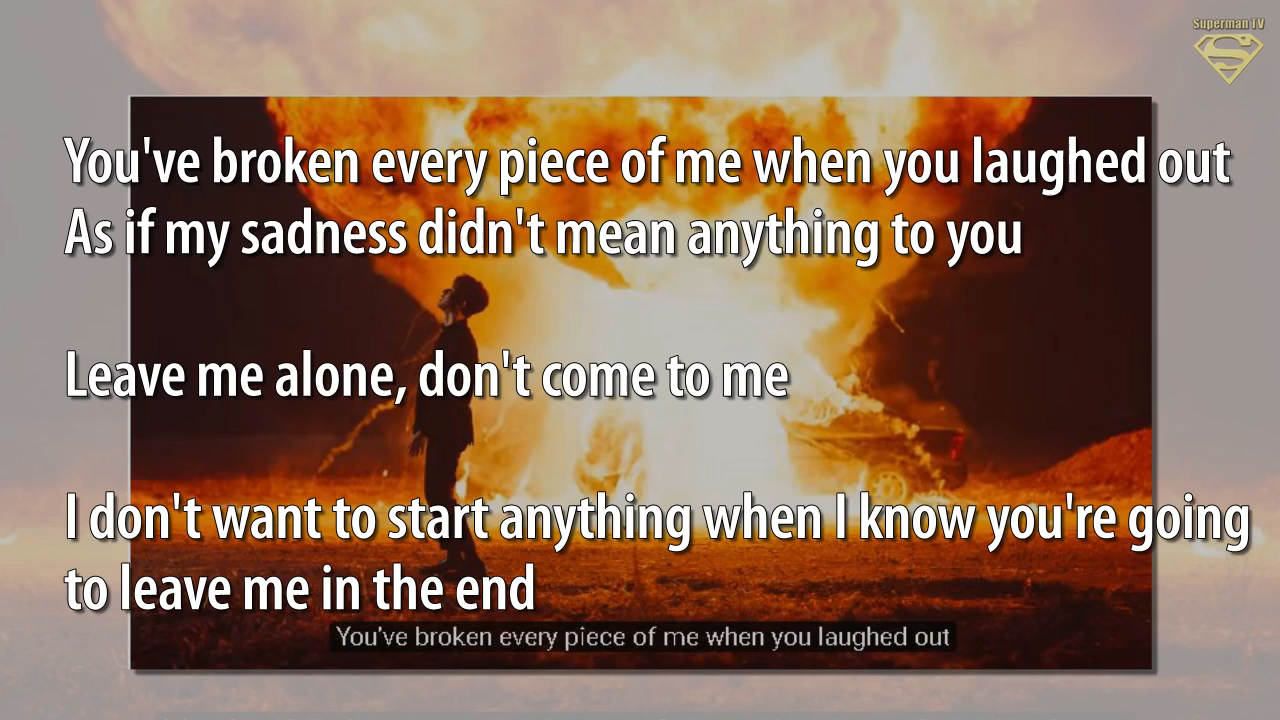 Superman TV
You've broken every piece of me when you laughed out
As if my sadness didn't mean anything to you
Leave me alone, don't come to me
I don't want to start anything when I know you're going
to leave me in the end
You've broken every piece of me when you laughed out